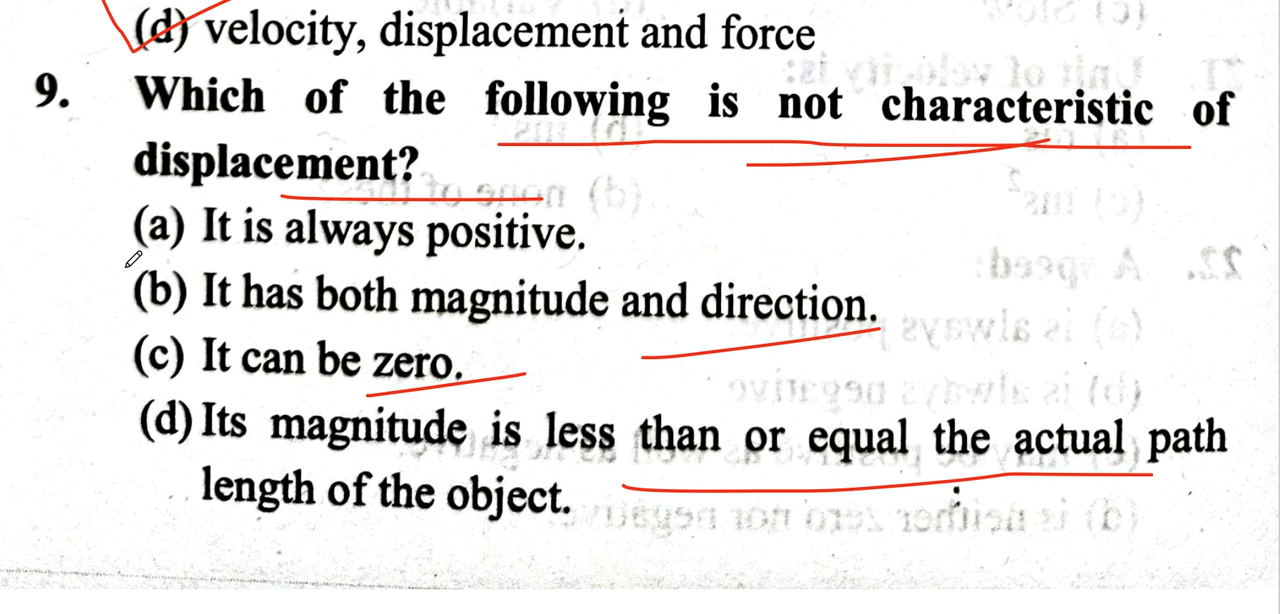 (d) velocity, displacement and force
9. Which of the following is not characteristic of
displacement?
(a) It is always positive.
(b) It has both magnitude and direction.
(c) It can be zero.
(d) Its magnitude is less than or equal the actual path
length of the object.